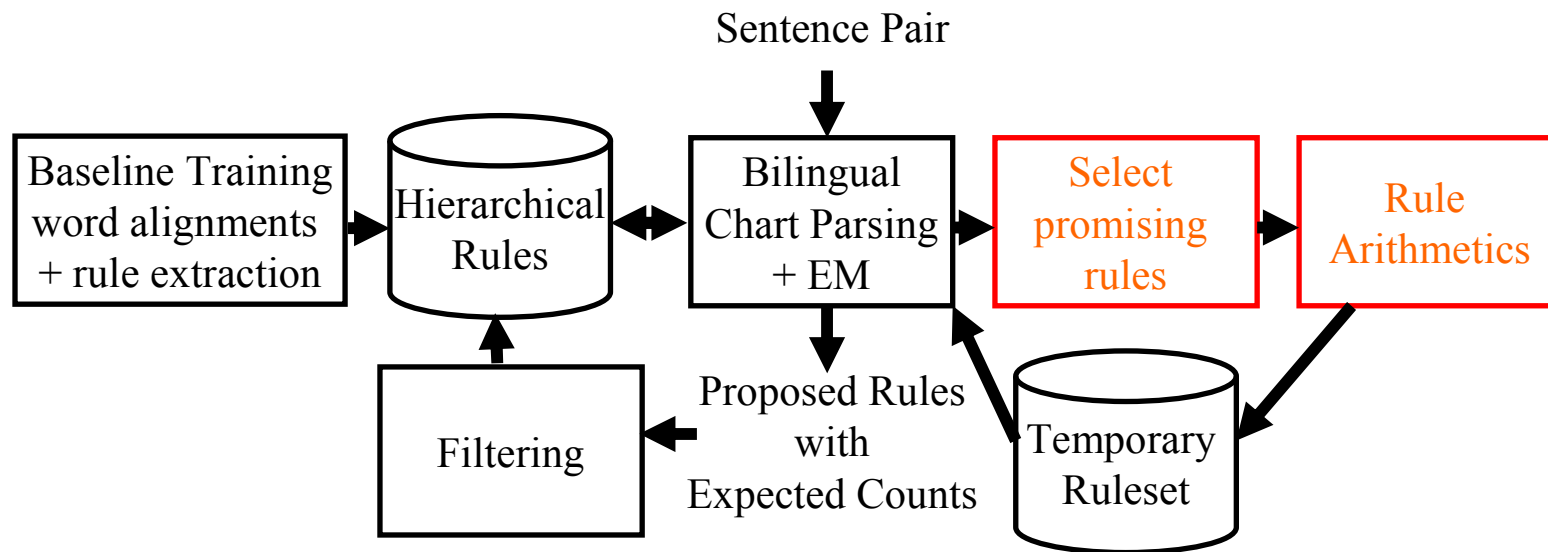 Sentence Pair
Baseline Training
word alignments
+ rule extraction
Hierarchical
Rules
Bilingual
Chart Parsing
+ EM
Select
promising
rules
Rule
Arithmetics
Filtering
Proposed Rules
with
Expected Counts
Temporary
Ruleset